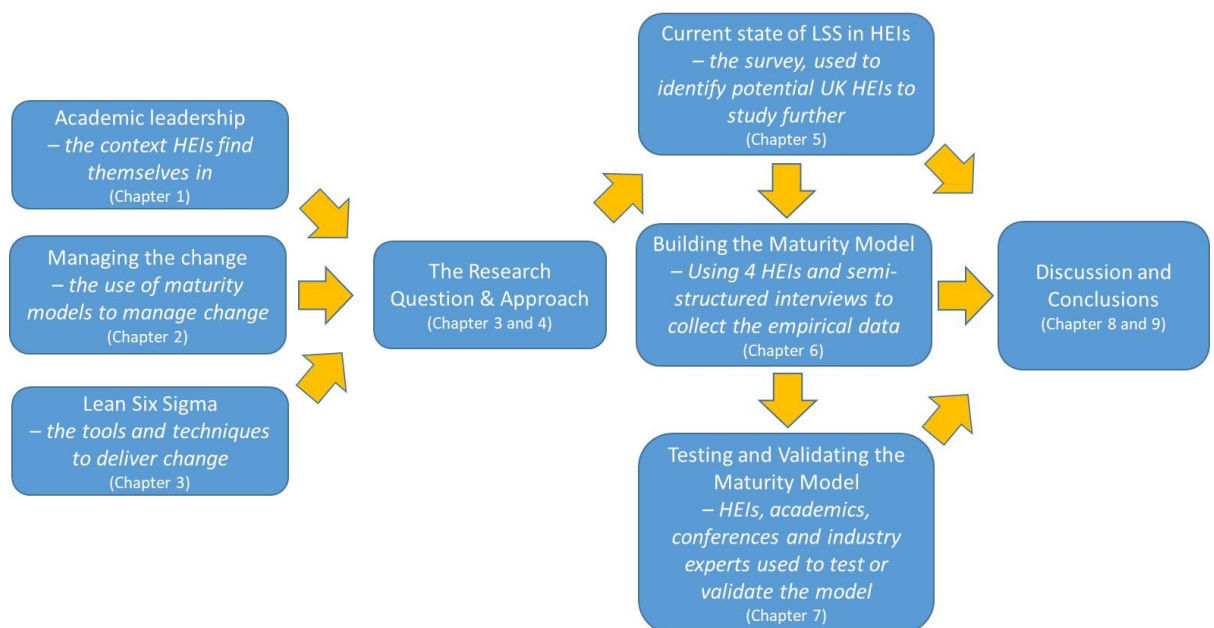 Academic leadership
– the context HEIs find
themselves in
(Chapter 1)
Managing the change
– the use of maturity
models to manage change
(Chapter 2)
Lean Six Sigma
– the tools and techniques
to deliver change
(Chapter 3)
The Research
Question & Approach
(Chapter 3 and 4)
Current state of LSS in HEIs
– the survey, used to
identify potential UK HEIs to
study further
(Chapter 5)
Building the Maturity Model
– Using 4 HEIs and semi-
structured interviews to
collect the empirical data
(Chapter 6)
Testing and Validating the
Maturity Model
– HEIs, academics,
conferences and industry
experts used to test or
validate the model
(Chapter 7)
Discussion and
Conclusions
(Chapter 8 and 9)